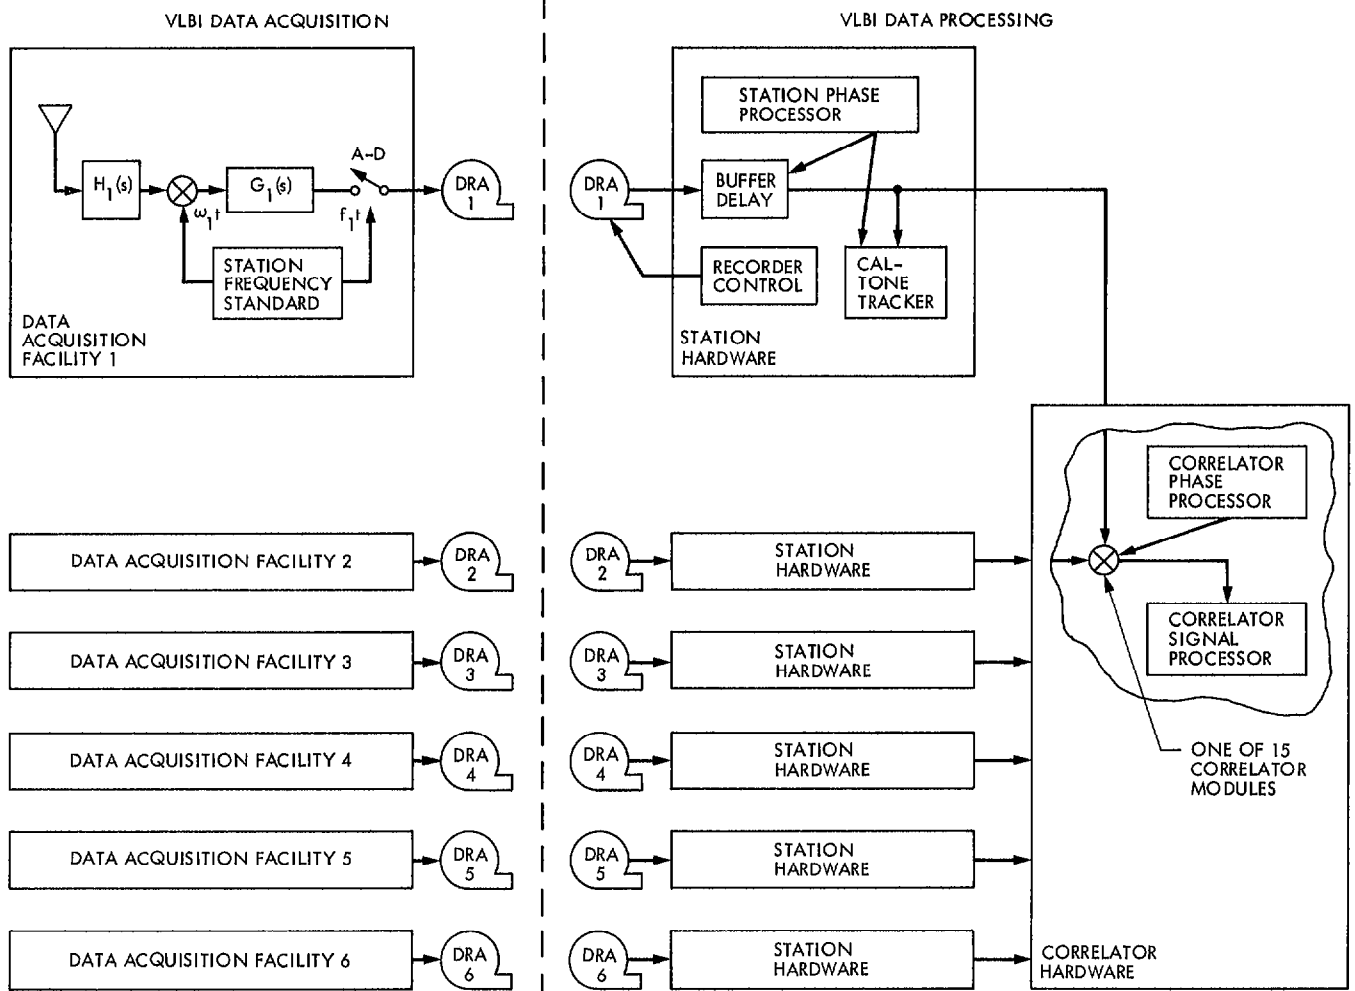 VLBI DATA ACQUISITION
VLBI DATA PROCESSING
H1(s)
ω1t
G1(s)
A-D
f1t
STATION
FREQUENCY
STANDARD
DATA
ACQUISITION
FACILITY 1
DRA
1
DRA
1
STATION PHASE
PROCESSOR
BUFFER
DELAY
RECORDER
CONTROL
CAL-
TONE
TRACKER
STATION
HARDWARE
CORRELATOR
PHASE
PROCESSOR
CORRELATOR
SIGNAL
PROCESSOR
ONE OF 15
CORRELATOR
MODULES
CORRELATOR
HARDWARE
DATA ACQUISITION FACILITY 2
DRA
2
DRA
2
STATION
HARDWARE
DATA ACQUISITION FACILITY 3
DRA
3
DRA
3
STATION
HARDWARE
DATA ACQUISITION FACILITY 4
DRA
4
DRA
4
STATION
HARDWARE
DATA ACQUISITION FACILITY 5
DRA
5
DRA
5
STATION
HARDWARE
DATA ACQUISITION FACILITY 6
DRA
6
DRA
6
STATION
HARDWARE